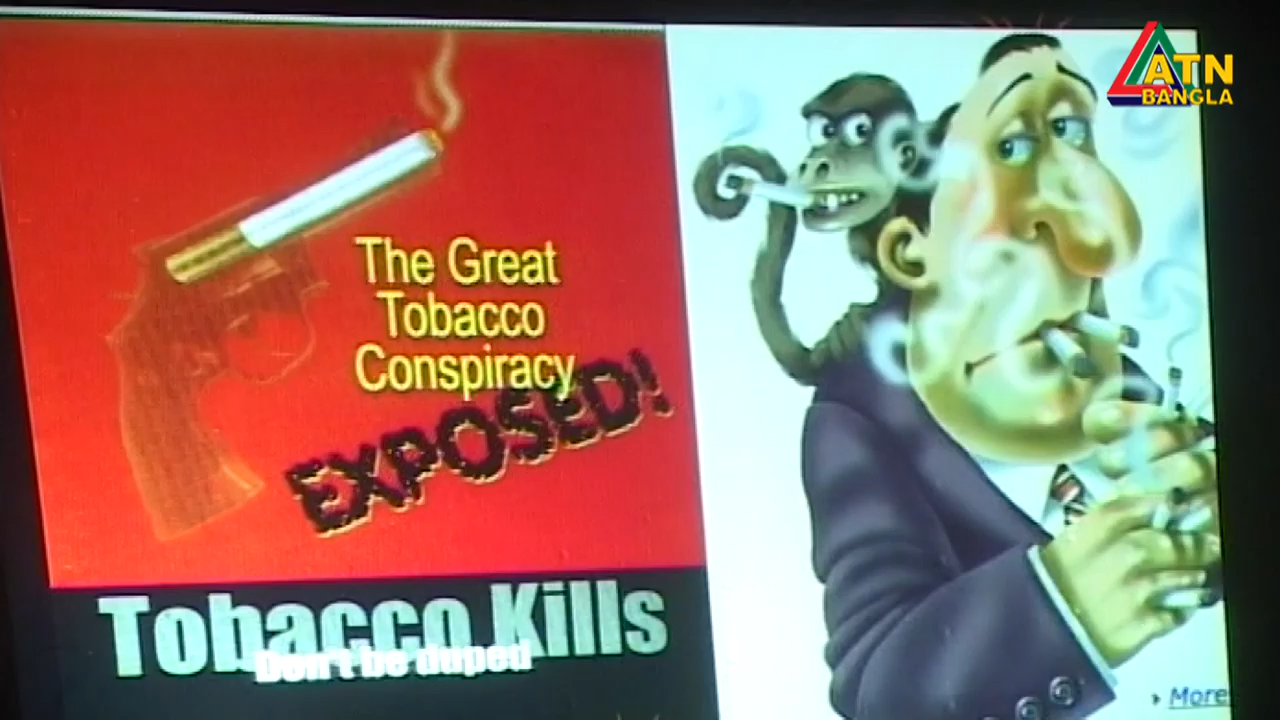 ATN
BANGLA
The Great
Tobacco
Conspiracy
EXPOSED!
Tobacco Kills
Don't be duped
More